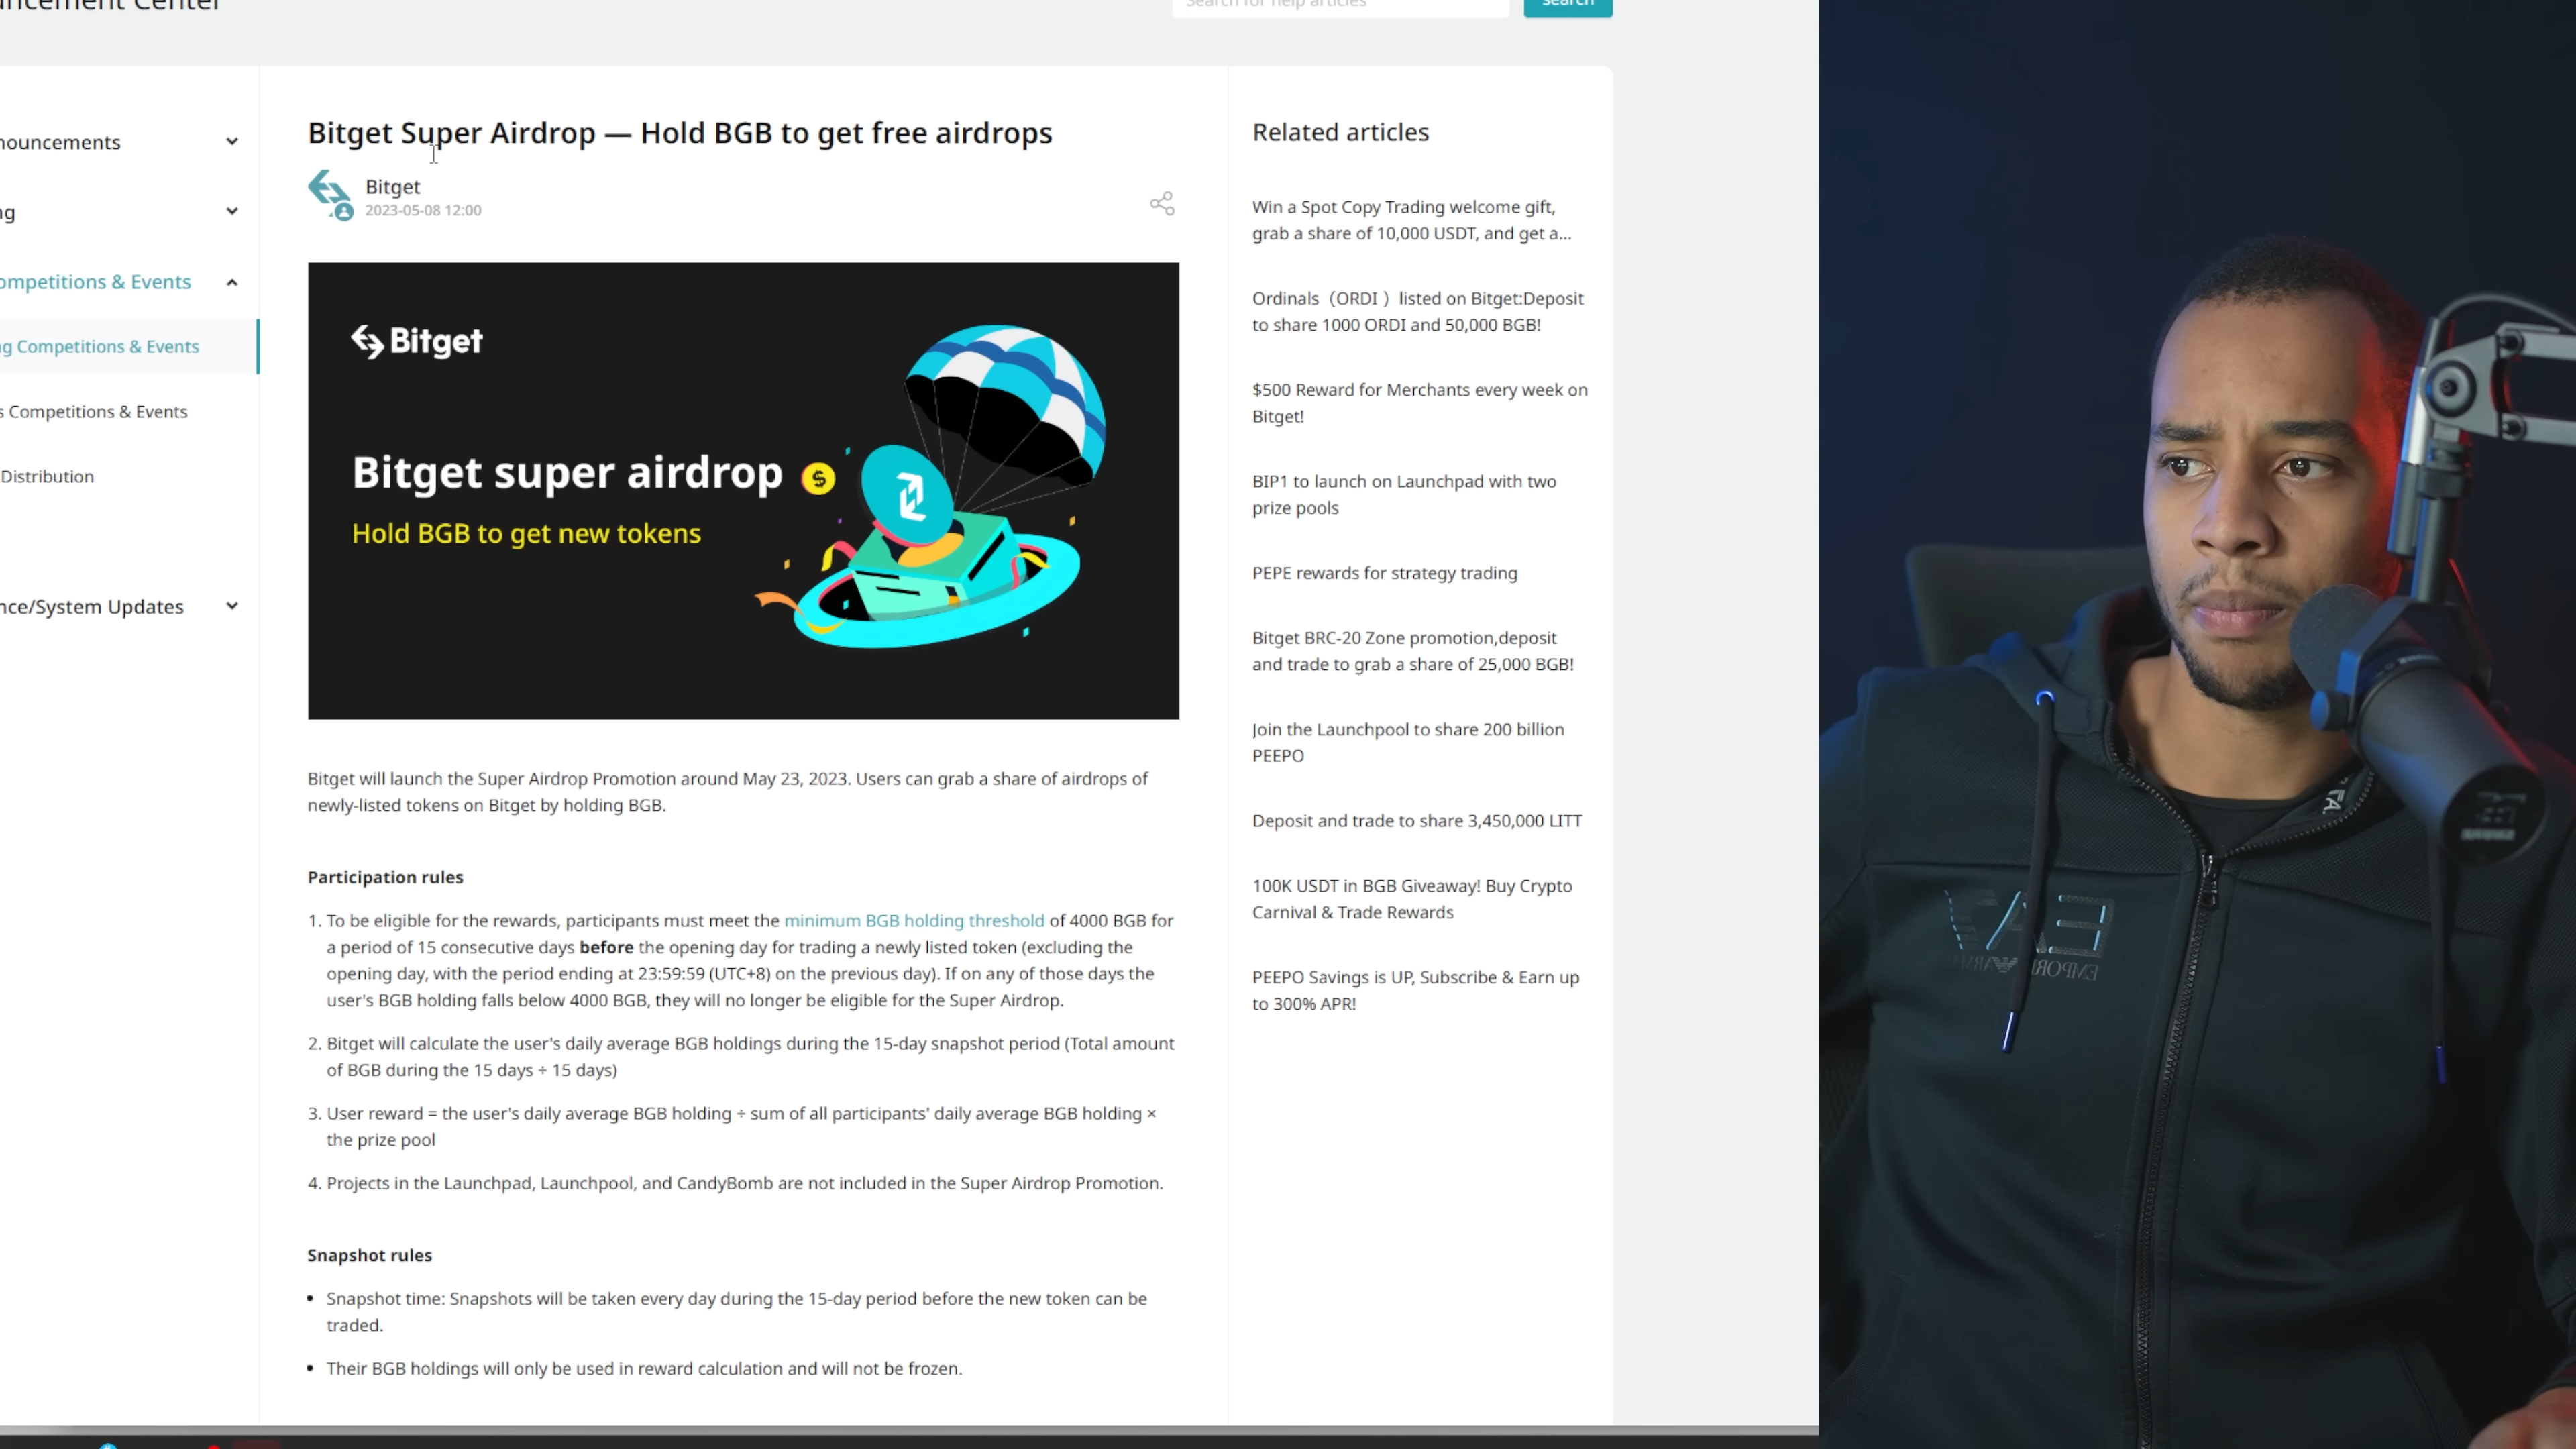 Search for help articles
search
Announcement Center
nouncements
ng
ompetitions & Events
ng Competitions & Events
s Competitions & Events
Distribution
nce/System Updates
Bitget Super Airdrop — Hold BGB to get free airdrops
Bitget
2023-05-08 12:00
Bitget
Bitget super airdrop
$
Hold BGB to get new tokens
Bitget will launch the Super Airdrop Promotion around May 23, 2023. Users can grab a share of airdrops of
newly-listed tokens on Bitget by holding BGB.
Participation rules
1. To be eligible for the rewards, participants must meet the minimum BGB holding threshold of 4000 BGB for
a period of 15 consecutive days before the opening day for trading a newly listed token (excluding the
opening day, with the period ending at 23:59:59 (UTC+8) on the previous day). If on any of those days the
user's BGB holding falls below 4000 BGB, they will no longer be eligible for the Super Airdrop.
2. Bitget will calculate the user's daily average BGB holdings during the 15-day snapshot period (Total amount
of BGB during the 15 days ÷ 15 days)
3. User reward = the user's daily average BGB holding ÷ sum of all participants' daily average BGB holding ×
the prize pool
4. Projects in the Launchpad, Launchpool, and CandyBomb are not included in the Super Airdrop Promotion.
Snapshot rules
• Snapshot time: Snapshots will be taken every day during the 15-day period before the new token can be
traded.
• Their BGB holdings will only be used in reward calculation and will not be frozen.
Related articles
Win a Spot Copy Trading welcome gift,
grab a share of 10,000 USDT, and get a...
Ordinals（ORDI ）listed on Bitget:Deposit
to share 1000 ORDI and 50,000 BGB!
$500 Reward for Merchants every week on
Bitget!
BIP1 to launch on Launchpad with two
prize pools
PEPE rewards for strategy trading
Bitget BRC-20 Zone promotion,deposit
and trade to grab a share of 25,000 BGB!
Join the Launchpool to share 200 billion
PEEPO
Deposit and trade to share 3,450,000 LITT
100K USDT in BGB Giveaway! Buy Crypto
Carnival & Trade Rewards
PEEPO Savings is UP, Subscribe & Earn up
to 300% APR!
EA7
EMPORIO ARMANI